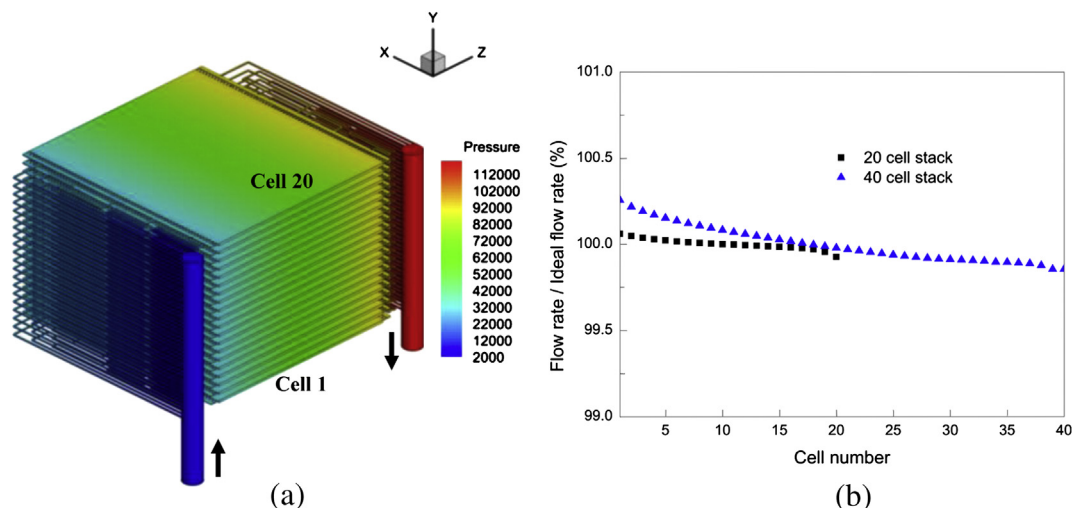 Y
X
Z
Pressure
112000
102000
92000
82000
72000
62000
52000
42000
32000
22000
12000
2000
Cell 20
Cell 1
(a)
101.0
100.5
100.0
99.5
99.0
Flow rate / Ideal flow rate (%)
20 cell stack
40 cell stack
5
10
15
20
25
30
35
40
Cell number
(b)